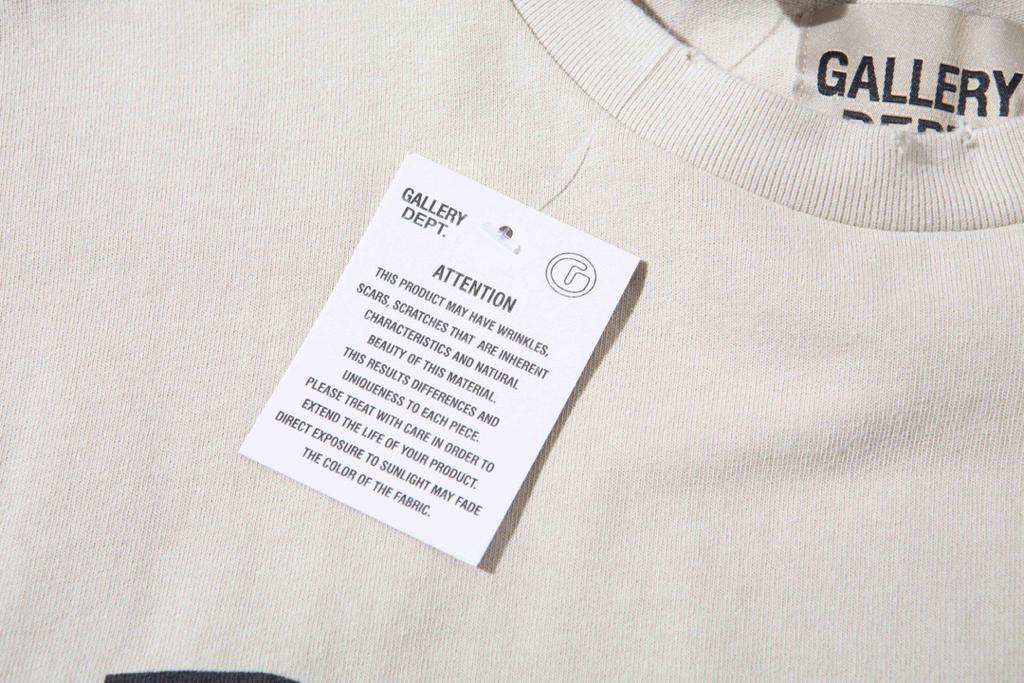 GALLERY
GALLERY
DEPT.
ATTENTION
THIS PRODUCT MAY HAVE WRINKLES,
SCARS, SCRATCHES THAT ARE INHERENT
CHARACTERISTICS AND NATURAL
BEAUTY OF THIS MATERIAL.
THIS RESULTS DIFFERENCES AND
UNIQUENESS TO EACH PIECE.
PLEASE TREAT WITH CARE IN ORDER TO
EXTEND THE LIFE OF YOUR PRODUCT.
DIRECT EXPOSURE TO SUNLIGHT MAY FADE
THE COLOR OF THE FABRIC.